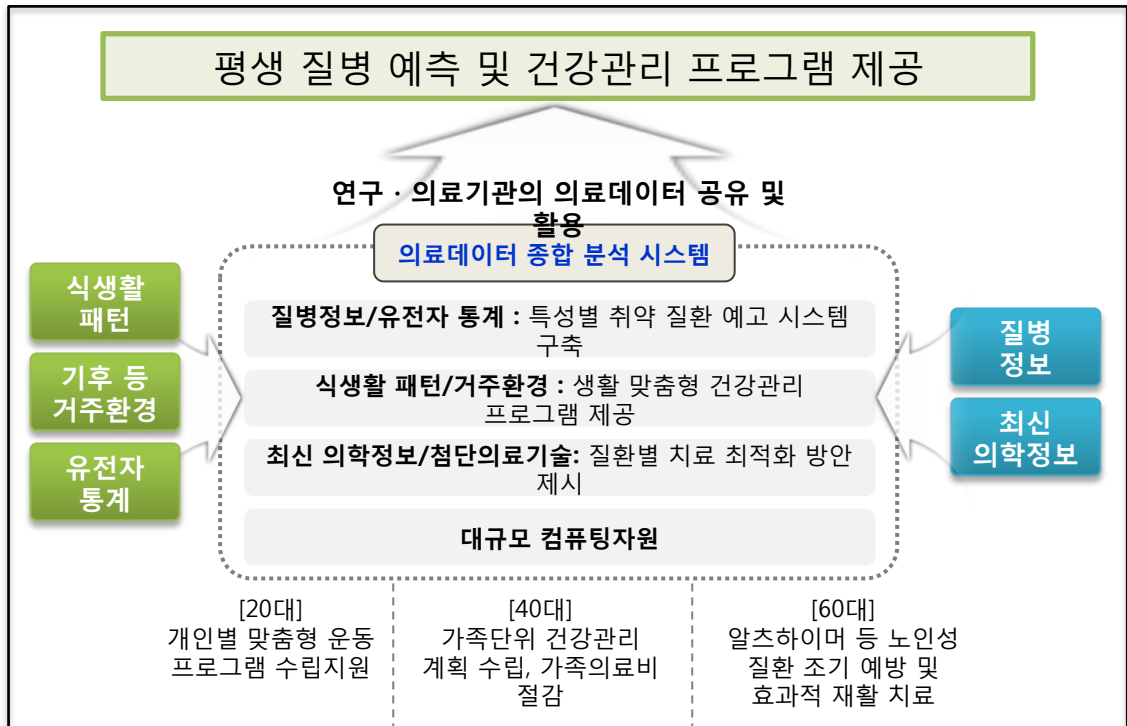 평생 질병 예측 및 건강관리 프로그램 제공
연구 · 의료기관의 의료데이터 공유 및
활용
의료데이터 종합 분석 시스템
식생활
패턴
기후 등
거주환경
유전자
통계
질병정보/유전자 통계 : 특성별 취약 질환 예고 시스템
구축
식생활 패턴/거주환경 : 생활 맞춤형 건강관리
프로그램 제공
최신 의학정보/첨단의료기술: 질환별 치료 최적화 방안
제시
대규모 컴퓨팅자원
질병
정보
최신
의학정보
[20대]
개인별 맞춤형 운동
프로그램 수립지원
[40대]
가족단위 건강관리
계획 수립, 가족의료비
절감
[60대]
알츠하이머 등 노인성
질환 조기 예방 및
효과적 재활 치료